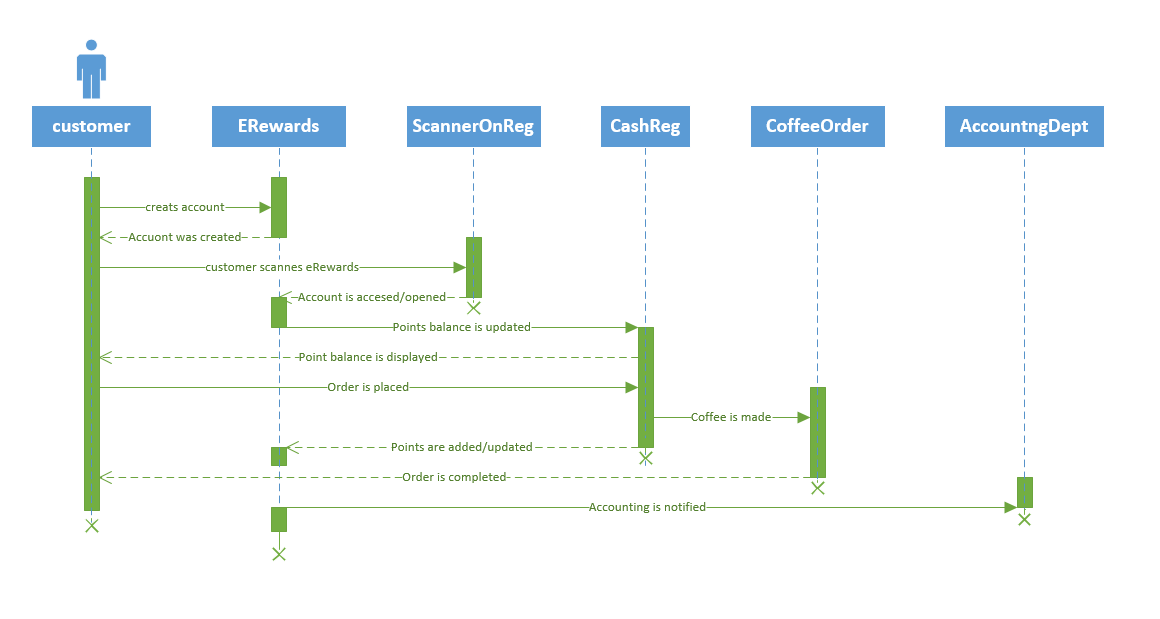 customer
ERewards
ScannerOnReg
CashReg
CoffeeOrder
AccountngDept
creats account
Accuont was created
customer scannes eRewards
Account is accesed/opened
Points balance is updated
Point balance is displayed
Order is placed
Coffee is made
Points are added/updated
Order is completed
Accounting is notified